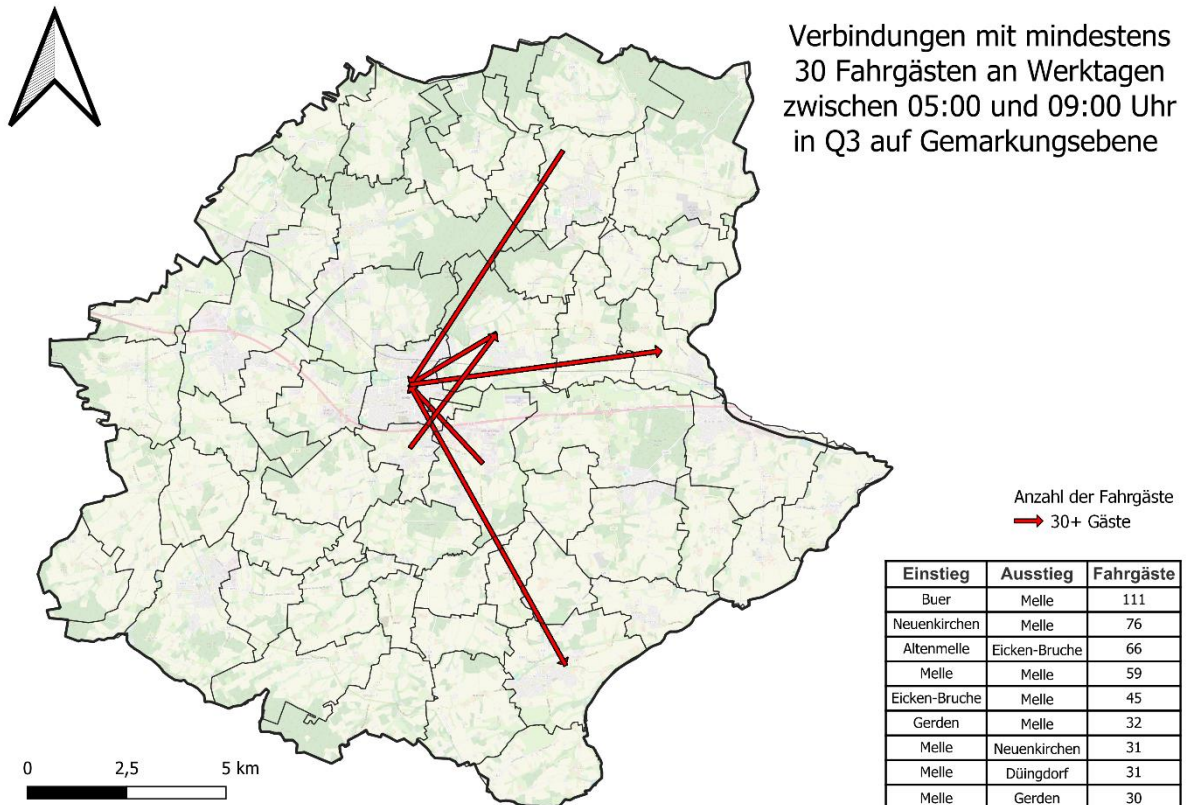 Verbindungen mit mindestens
30 Fahrgästen an Werktagen
zwischen 05:00 und 09:00 Uhr
in Q3 auf Gemarkungsebene
Anzahl der Fahrgäste
30+ Gäste
Einstieg Ausstieg Fahrgäste
Buer Melle 111
Neuenkirchen Melle 76
Altenmelle Eicken-Bruche 66
Melle Melle 59
Eicken-Bruche Melle 45
Gerden Melle 32
Melle Neuenkirchen 31
Melle Düingdorf 31
Melle Gerden 30
0 2,5 5 km